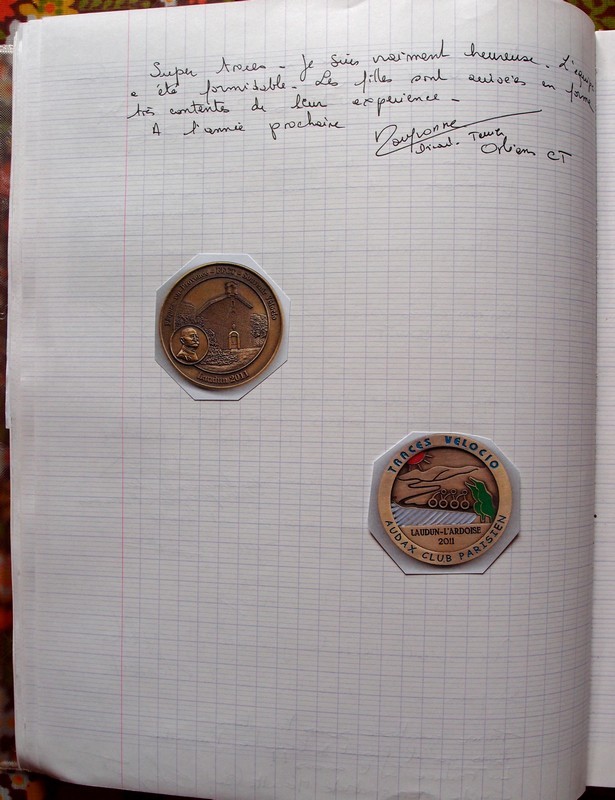 Super traces - Je suis vraiment heureuse. L'équipe
a été formidable. Les filles sont arrivées en forme,
très contentes de leur expérience -
A l'année prochaine
Orléans CT
Laudun 2011
TRACES VELOCIO
LAUDUN-L'ARDOISE
2011
AUDAX CLUB PARISIEN